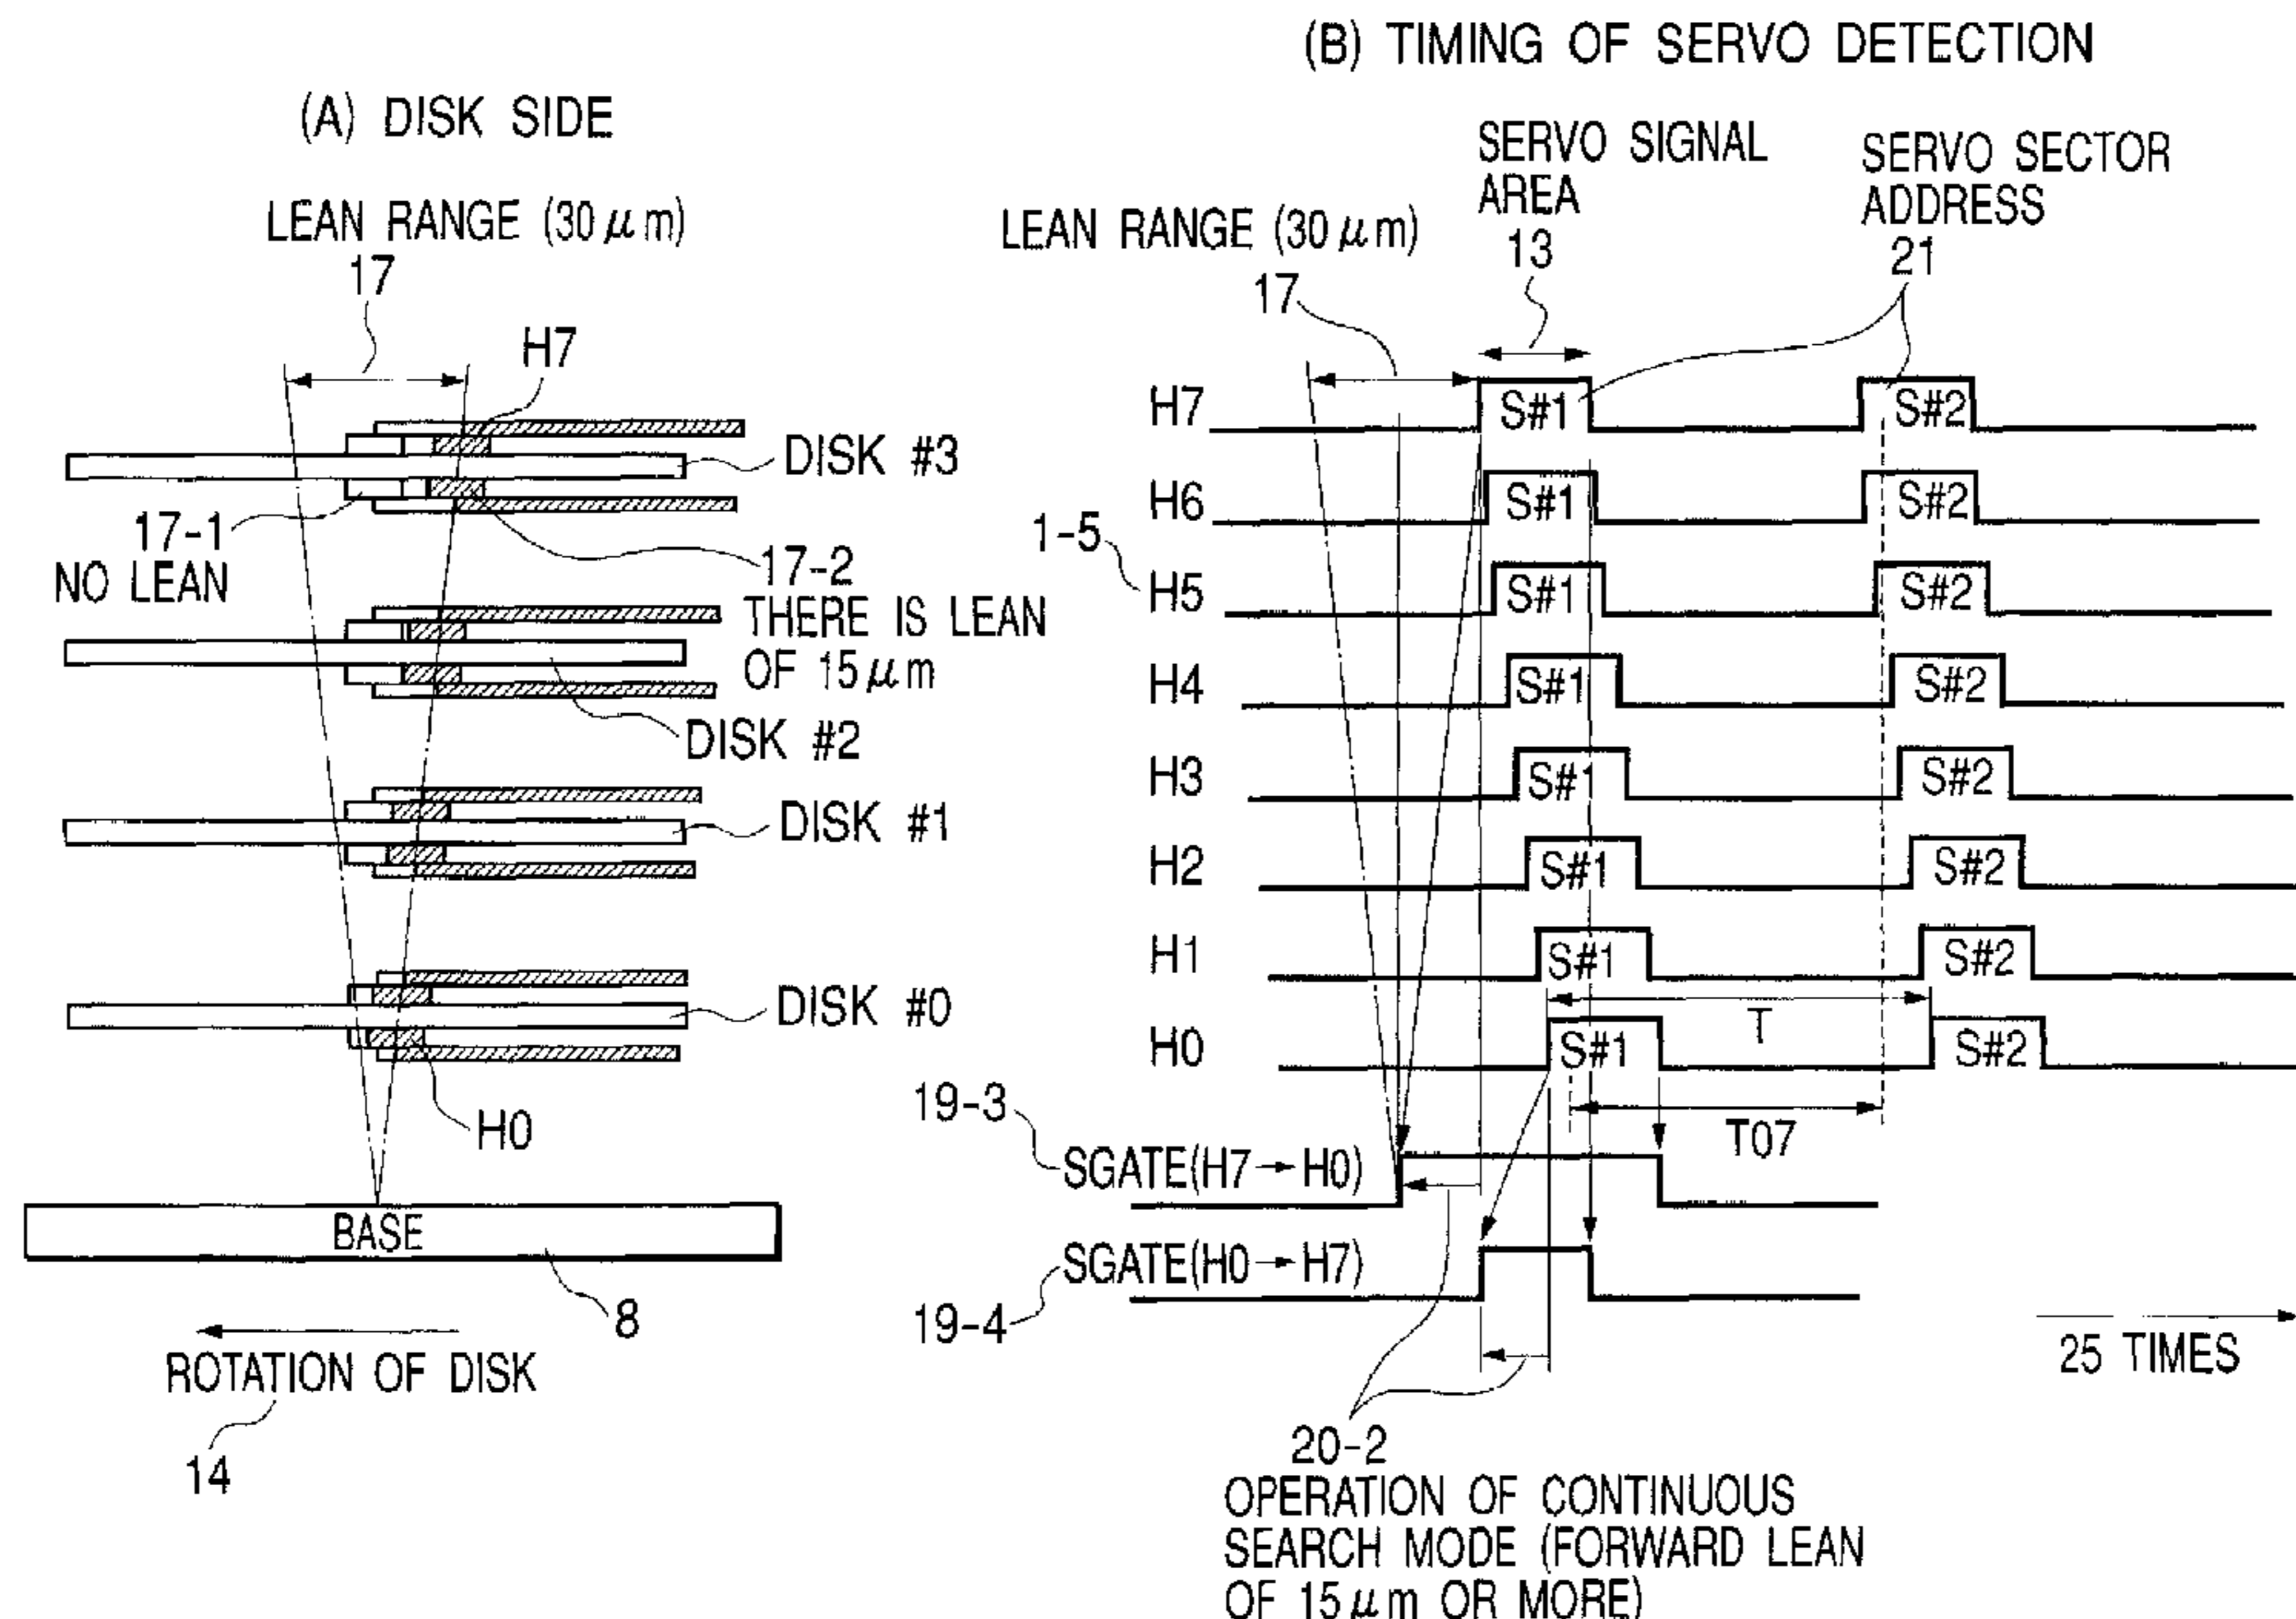 (A) DISK SIDE
LEAN RANGE (30 μm)
17
H7
DISK #3
17-1
NO LEAN
17-2
THERE IS LEAN
OF 15 μm
DISK #2
DISK #1
DISK #0
H0
BASE
8
ROTATION OF DISK
14
(B) TIMING OF SERVO DETECTION
SERVO SIGNAL
AREA
13
SERVO SECTOR
ADDRESS
21
LEAN RANGE (30 μm)
17
H7 S#1 S#2
H6 S#1 S#2
1-5
H5 S#1 S#2
H4 S#1 S#2
H3 S#1 S#2
H2 S#1 S#2
H1 S#1 S#2
T
H0 S#1 S#2
19-3
T07
SGATE(H7→H0)
SGATE(H0→H7)
19-4
25 TIMES
20-2
OPERATION OF CONTINUOUS
SEARCH MODE (FORWARD LEAN
OF 15 μm OR MORE)